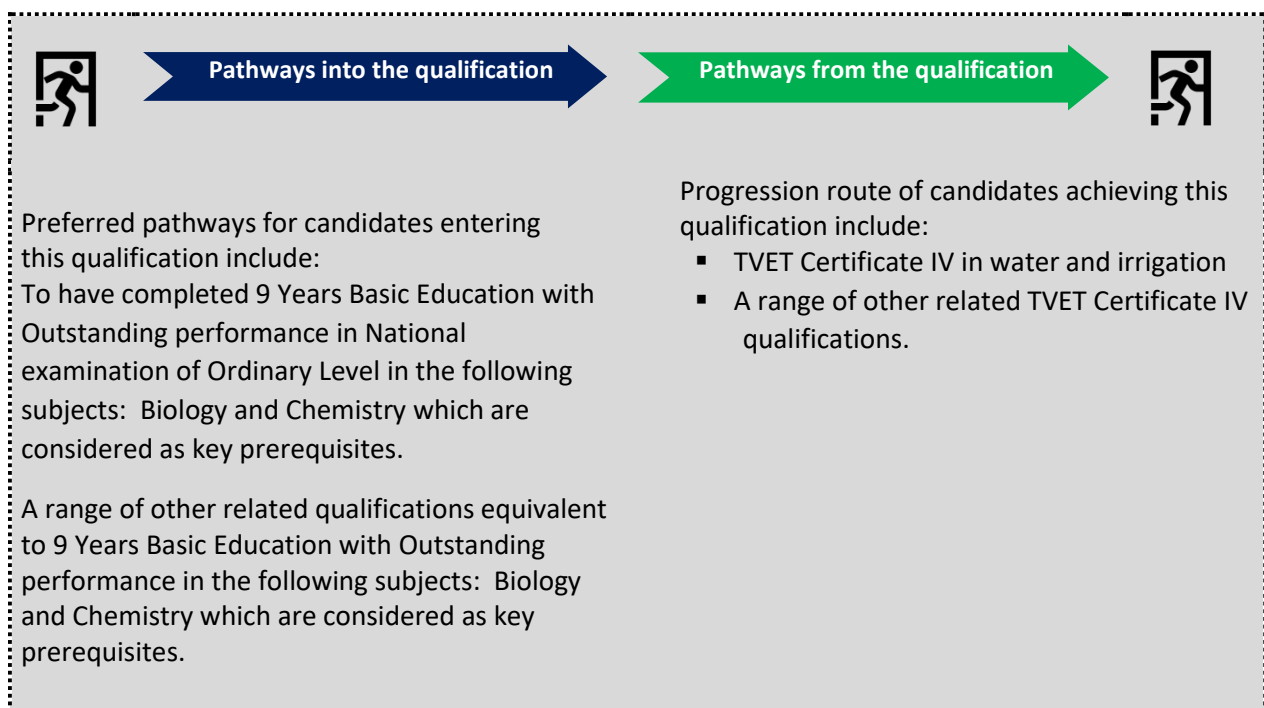 Pathways into the qualification
Pathways from the qualification
Preferred pathways for candidates entering
this qualification include:
To have completed 9 Years Basic Education with
Outstanding performance in National
examination of Ordinary Level in the following
subjects:  Biology and Chemistry which are
considered as key prerequisites.
A range of other related qualifications equivalent
to 9 Years Basic Education with Outstanding
performance in the following subjects:  Biology
and Chemistry which are considered as key
prerequisites.
Progression route of candidates achieving this
qualification include:
▪ TVET Certificate IV in water and irrigation
▪ A range of other related TVET Certificate IV
qualifications.